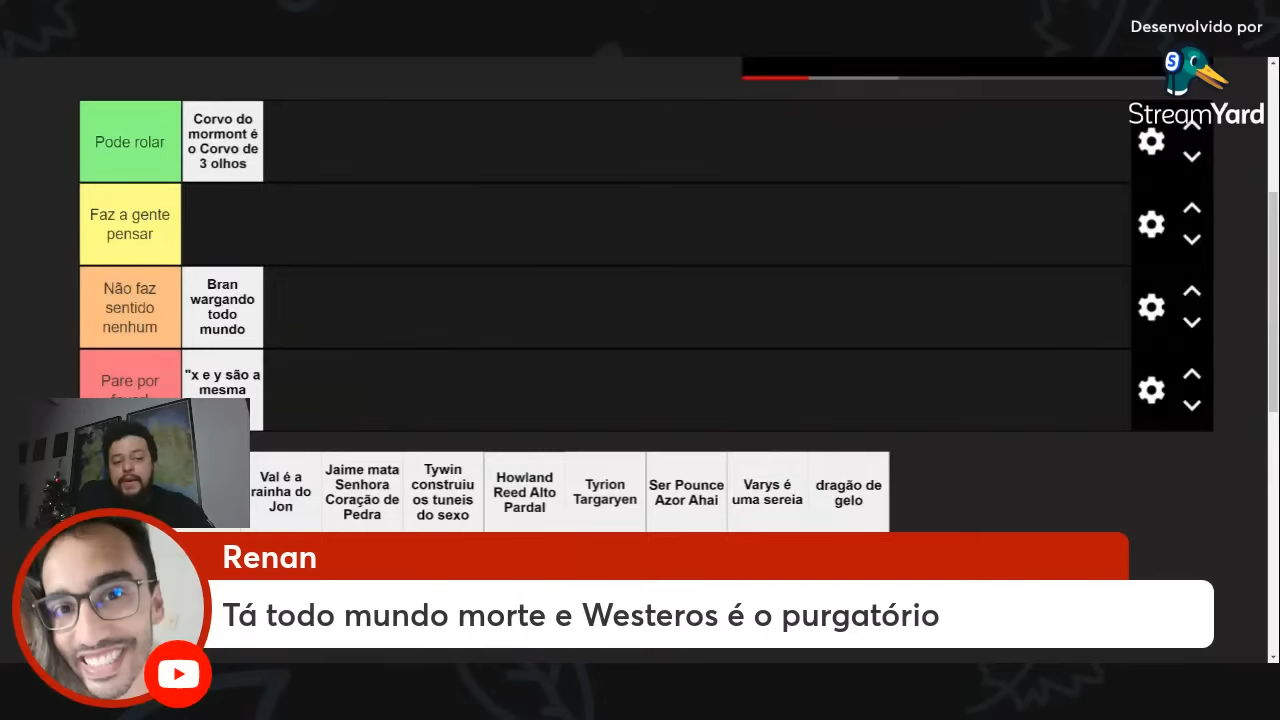 Desenvolvido por
S
StreamYard
Pode rolar
Corvo do
mormont é
o Corvo de
3 olhos
Faz a gente
pensar
Não faz
sentido
nenhum
Bran
wargando
todo
mundo
Pare por
"x e y são a
mesma
Val é a
rainha do
Jon
Jaime mata
Senhora
Coração de
Pedra
Tywin
construiu
os tuneis
do sexo
Howland
Reed Alto
Pardal
Tyrion
Targaryen
Ser Pounce
Azor Ahai
Varys é
uma sereia
dragão de
gelo
Renan
Tá todo mundo morte e Westeros é o purgatório